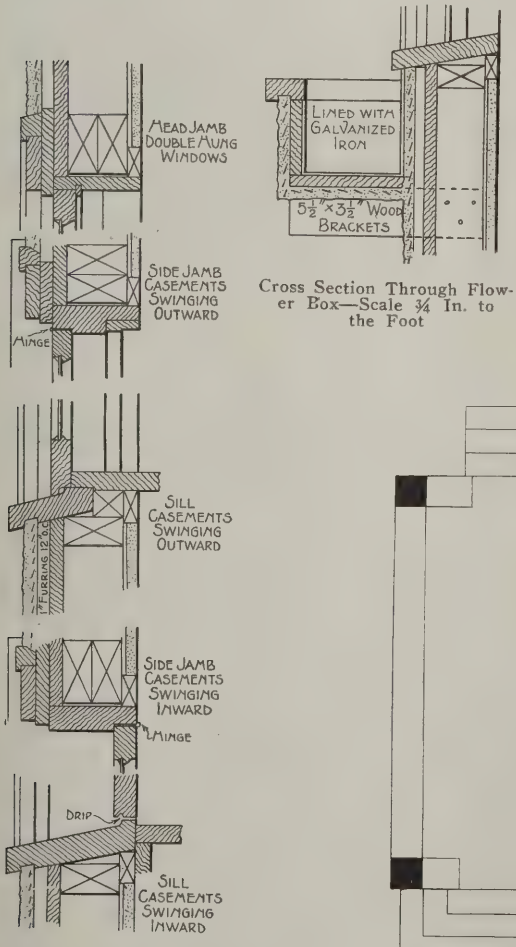 HEAD JAMB
DOUBLE HUNG
WINDOWS
LINED WITH
GALVANIZED
IRON
5½" x 3½" WOOD
BRACKETS
Cross Section Through Flow-
er Box—Scale ¾ In. to
the Foot
SIDE JAMB
CASEMENTS
SWINGING
OUTWARD
HINGE
SILL
CASEMENTS
SWINGING
OUTWARD
1" FURRING 12" O.C.
SIDE JAMB
CASEMENTS
SWINGING
INWARD
HINGE
DRIP
SILL
CASEMENTS
SWINGING
INWARD